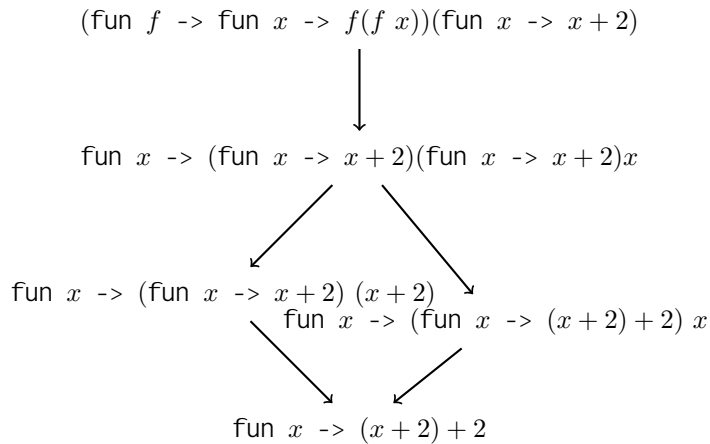 (fun f -> fun x -> f(f x))(fun x -> x + 2)
fun x -> (fun x -> x + 2)(fun x -> x + 2)x
fun x -> (fun x -> x + 2) (x + 2)
fun x -> (fun x -> (x + 2) + 2) x
fun x -> (x + 2) + 2